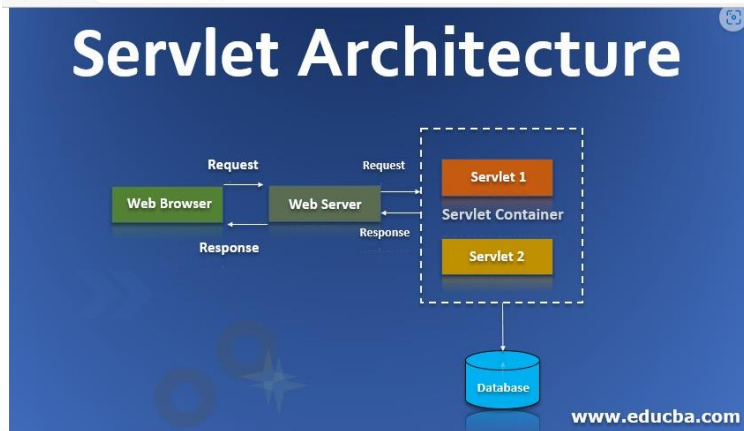 Servlet Architecture
Request
Request
Web Browser
Web Server
Response
Response
Servlet 1
Servlet Container
Servlet 2
Database
www.educba.com